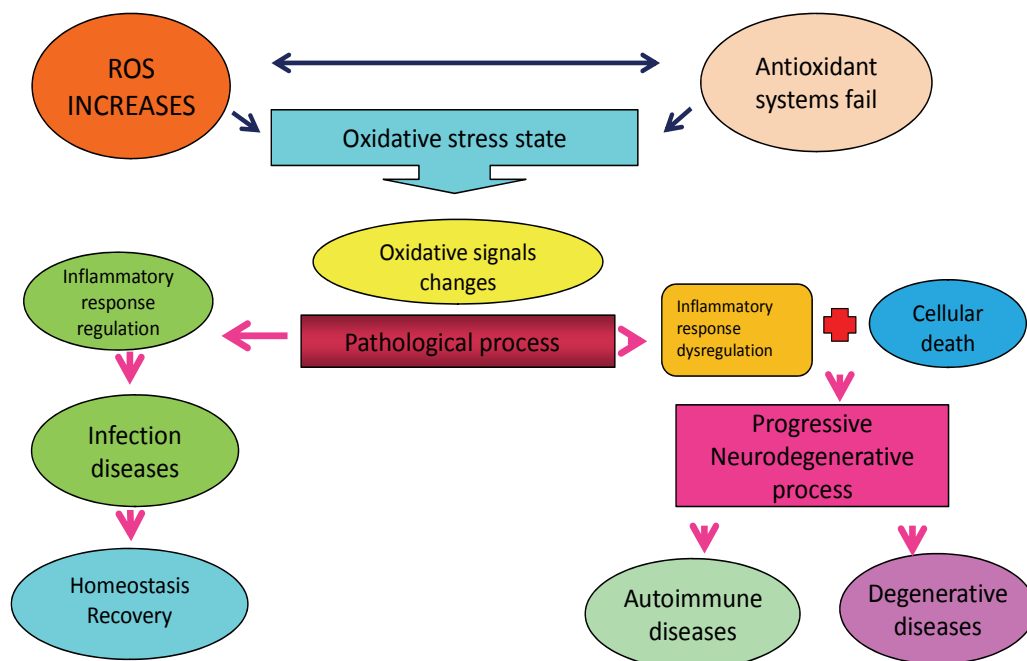 ROS
INCREASES
Antioxidant
systems fail
Oxidative stress state
Oxidative signals
changes
Inflammatory
response
regulation
Pathological process
Inflammatory
response
dysregulation
Cellular
death
Infection
diseases
Progressive
Neurodegenerative
process
Homeostasis
Recovery
Autoimmune
diseases
Degenerative
diseases